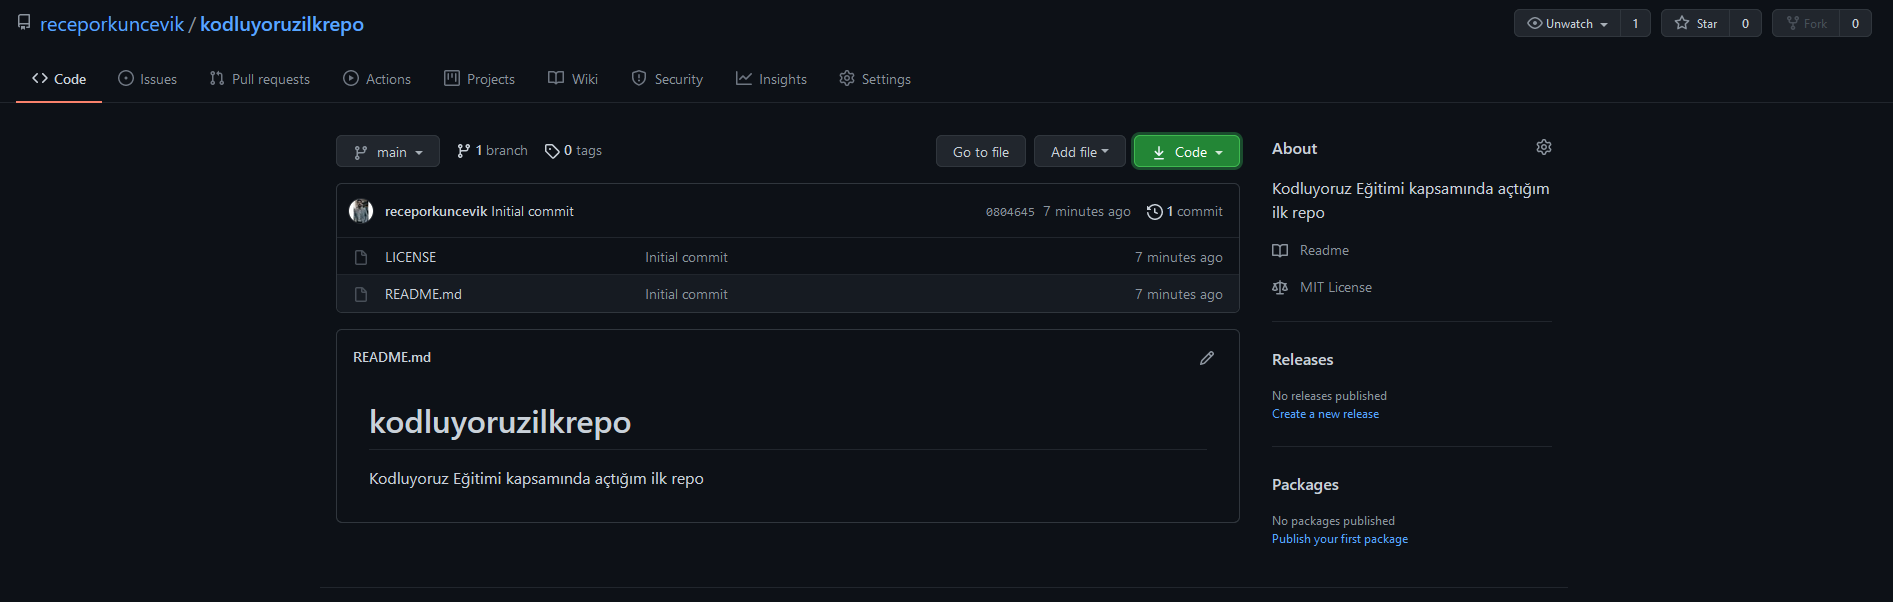 receporkuncevik / kodluyoruzilkrepo
Unwatch 1 Star 0 Fork 0
Code Issues Pull requests Actions Projects Wiki Security Insights Settings
main 1 branch 0 tags Go to file Add file Code
receporkuncevik Initial commit 0804645 7 minutes ago 1 commit
LICENSE Initial commit 7 minutes ago
README.md Initial commit 7 minutes ago
README.md
kodluyoruzilkrepo
Kodluyoruz Eğitimi kapsamında açtığım ilk repo
About
Kodluyoruz Eğitimi kapsamında açtığım
ilk repo
Readme
MIT License
Releases
No releases published
Create a new release
Packages
No packages published
Publish your first package